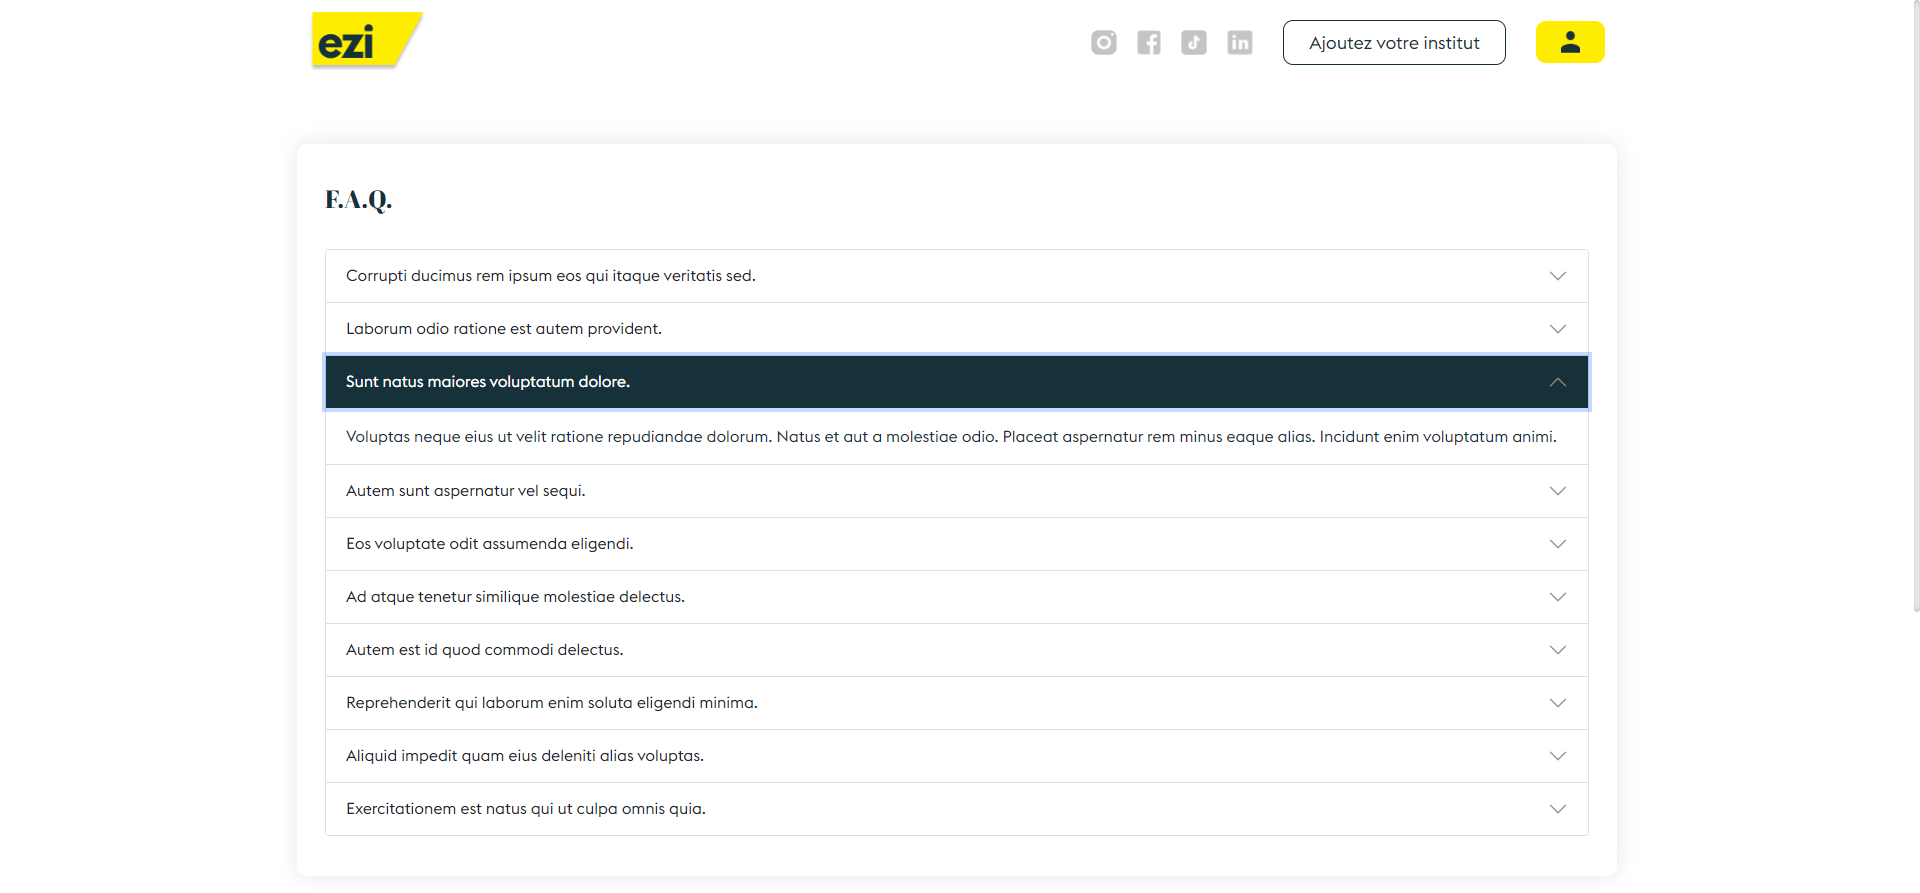 ezi
Ajoutez votre institut
F.A.Q.
Corrupti ducimus rem ipsum eos qui itaque veritatis sed.
Laborum odio ratione est autem provident.
Sunt natus maiores voluptatum dolore.
Voluptas neque eius ut velit ratione repudiandae dolorum. Natus et aut a molestiae odio. Placeat aspernatur rem minus eaque alias. Incidunt enim voluptatum animi.
Autem sunt aspernatur vel sequi.
Eos voluptate odit assumenda eligendi.
Ad atque tenetur similique molestiae delectus.
Autem est id quod commodi delectus.
Reprehenderit qui laborum enim soluta eligendi minima.
Aliquid impedit quam eius deleniti alias voluptas.
Exercitationem est natus qui ut culpa omnis quia.